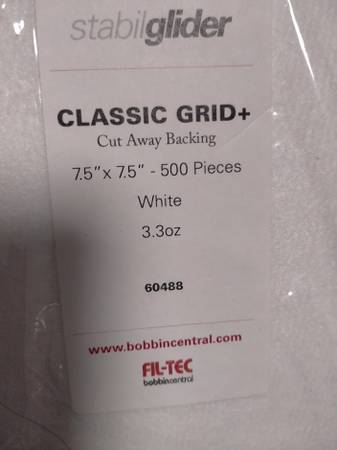 stabilglider
CLASSIC GRID+
Cut Away Backing
7.5" x 7.5" - 500 Pieces
White
3.3oz
60488
www.bobbincentral.com
FIL-TEC
bobbincentral